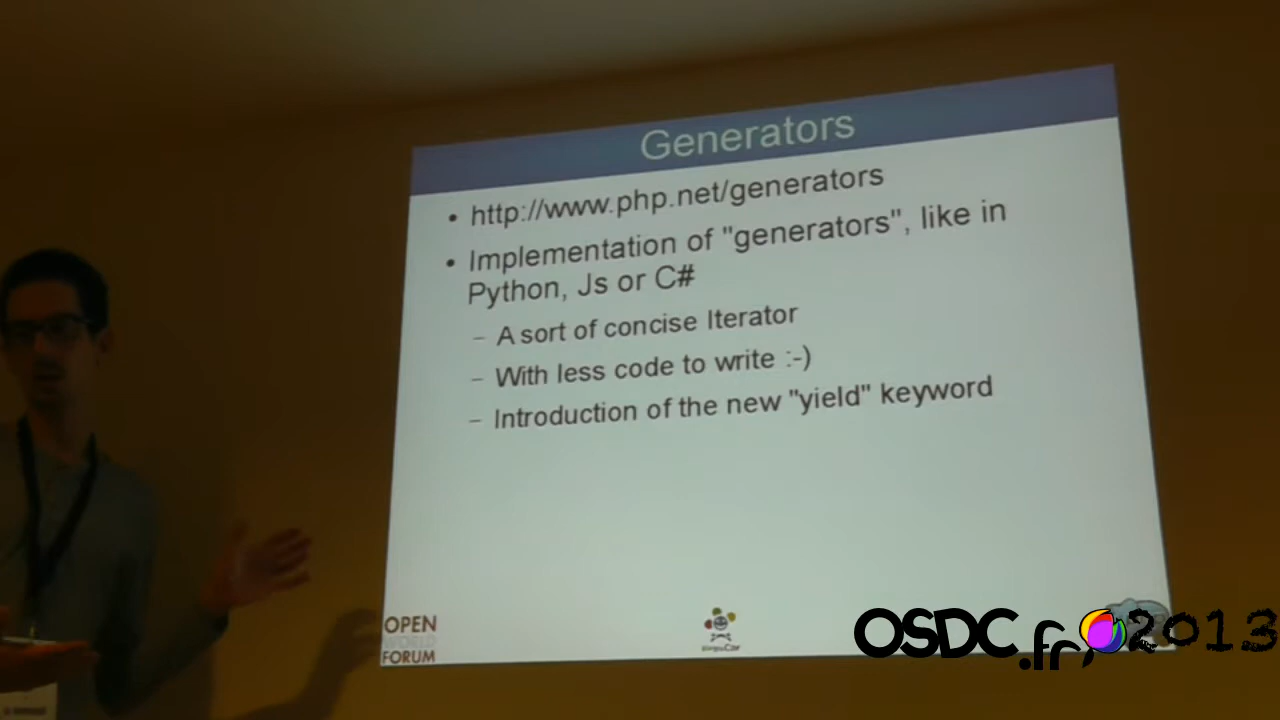 Generators
• http://www.php.net/generators
• Implementation of "generators", like in
Python, Js or C#
– A sort of concise Iterator
– With less code to write :-)
– Introduction of the new "yield" keyword
OPEN
WORLD
FORUM
OSDC.fr 2013